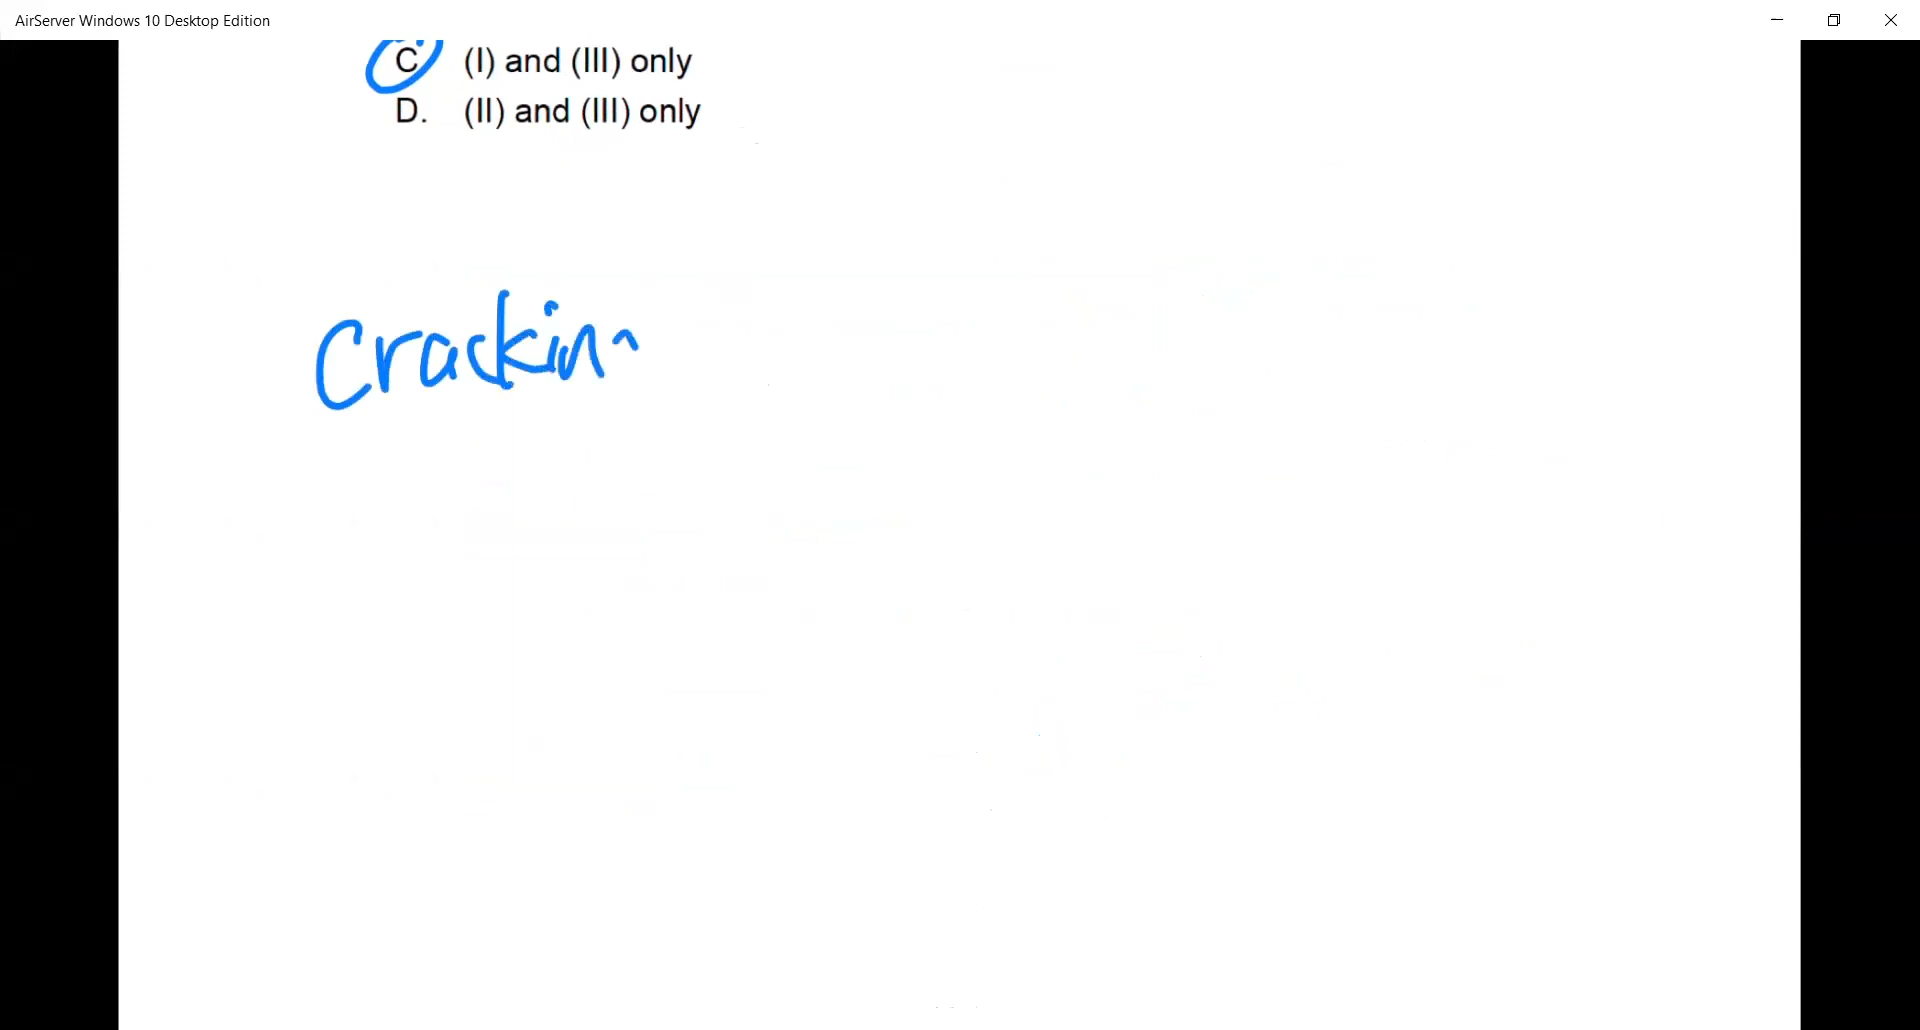 AirServer Windows 10 Desktop Edition
C (I) and (III) only
D. (II) and (III) only
Crackin